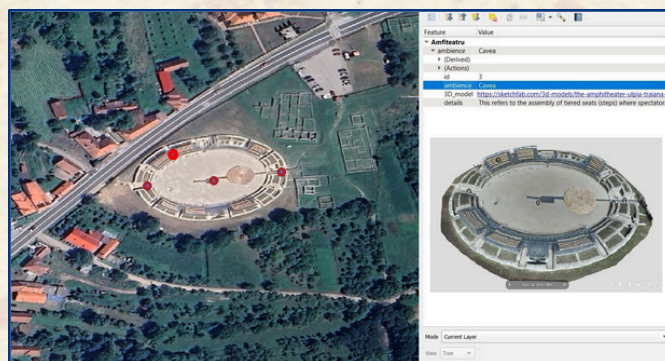 Feature Value
Amfiteatru
ambience Cavea
(Derived)
(Actions)
id 3
ambience Cavea
3D_model https://sketchfab.com/3d-models/the-amphitheater-ulpia-traiana-
details This refers to the assembly of tiered seats (steps) where spectator
Mode Current Layer
View Tree